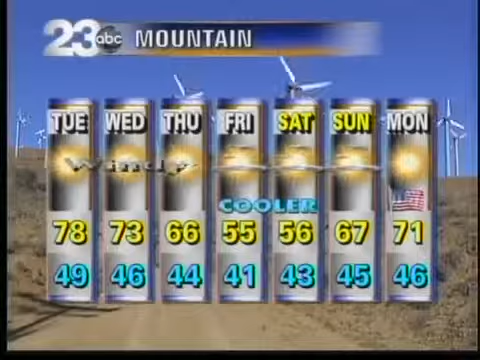 23 abc MOUNTAIN
TUE WED THU FRI SAT SUN MON
Windy
COOLER
78 73 66 55 56 67 71
49 46 44 41 43 45 46